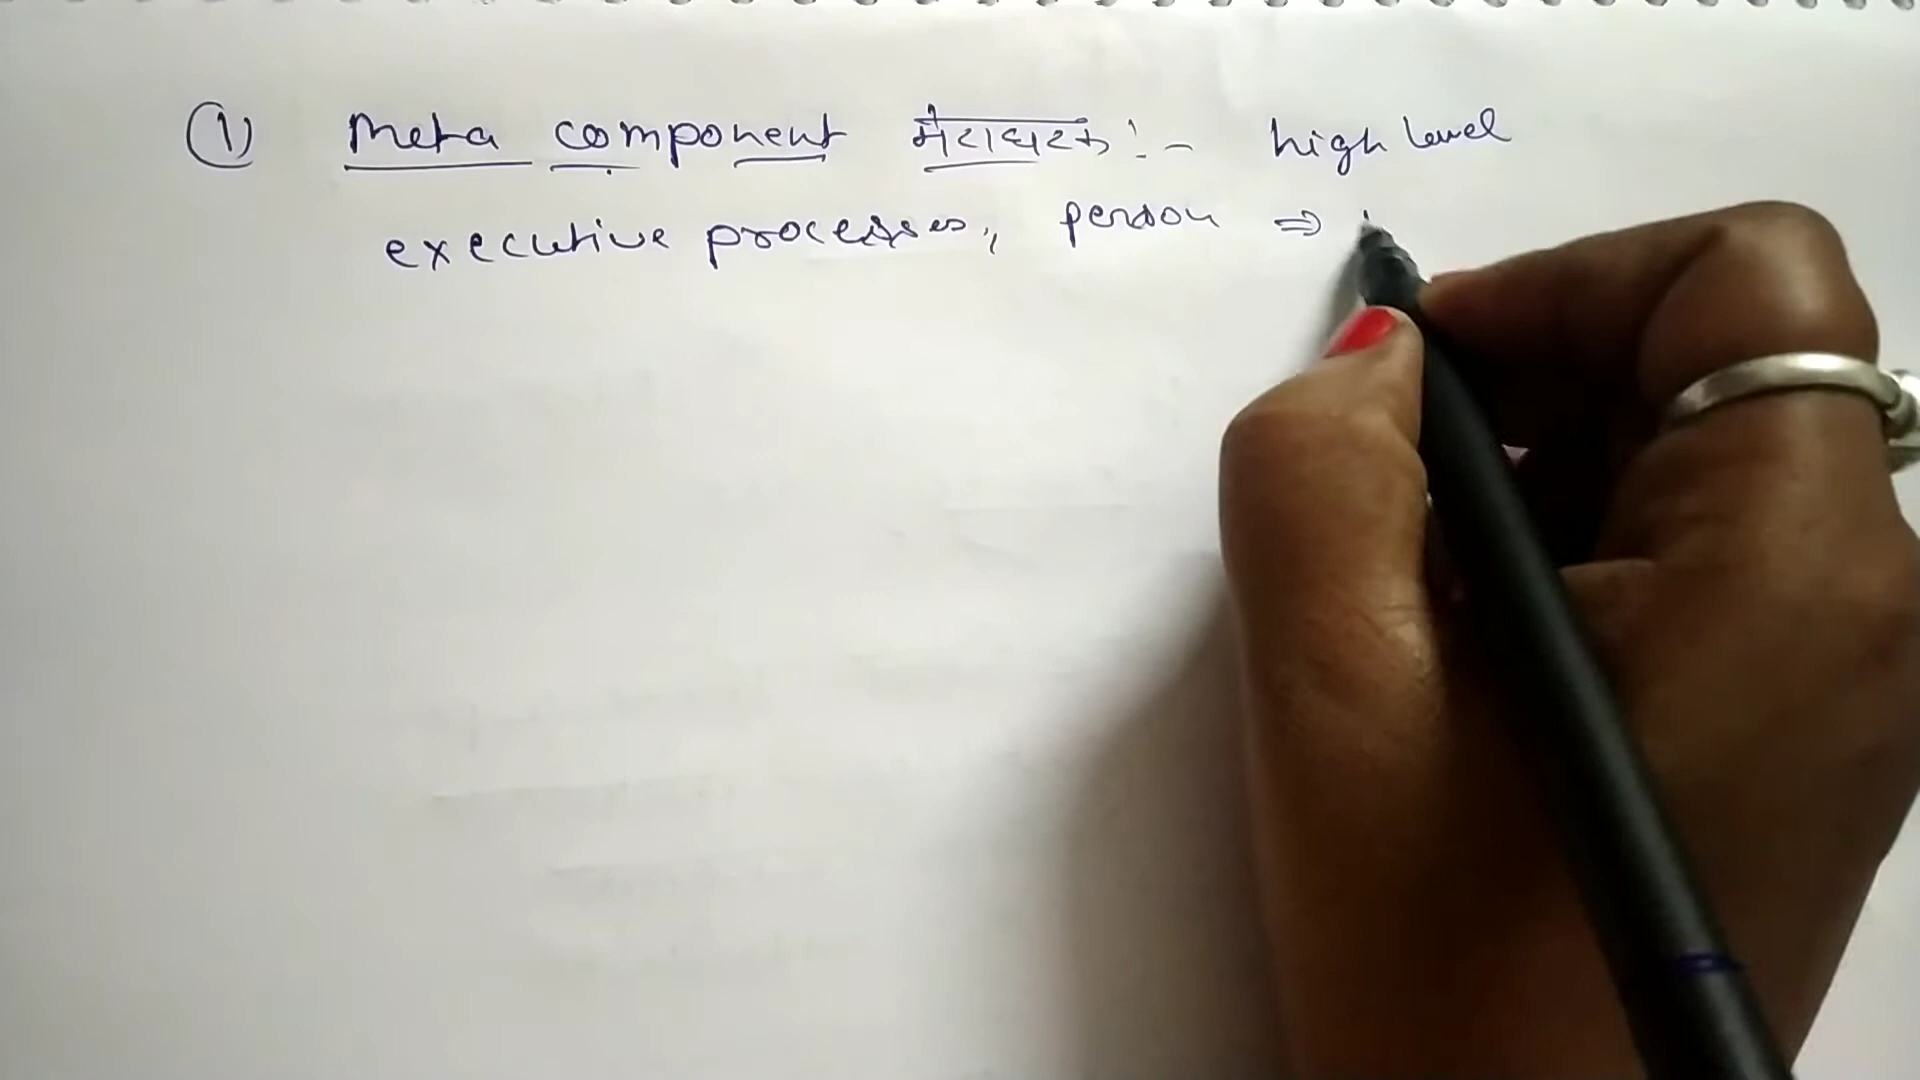 ① Meta component मेटाघटक :- high level
executive processes, person ⇒